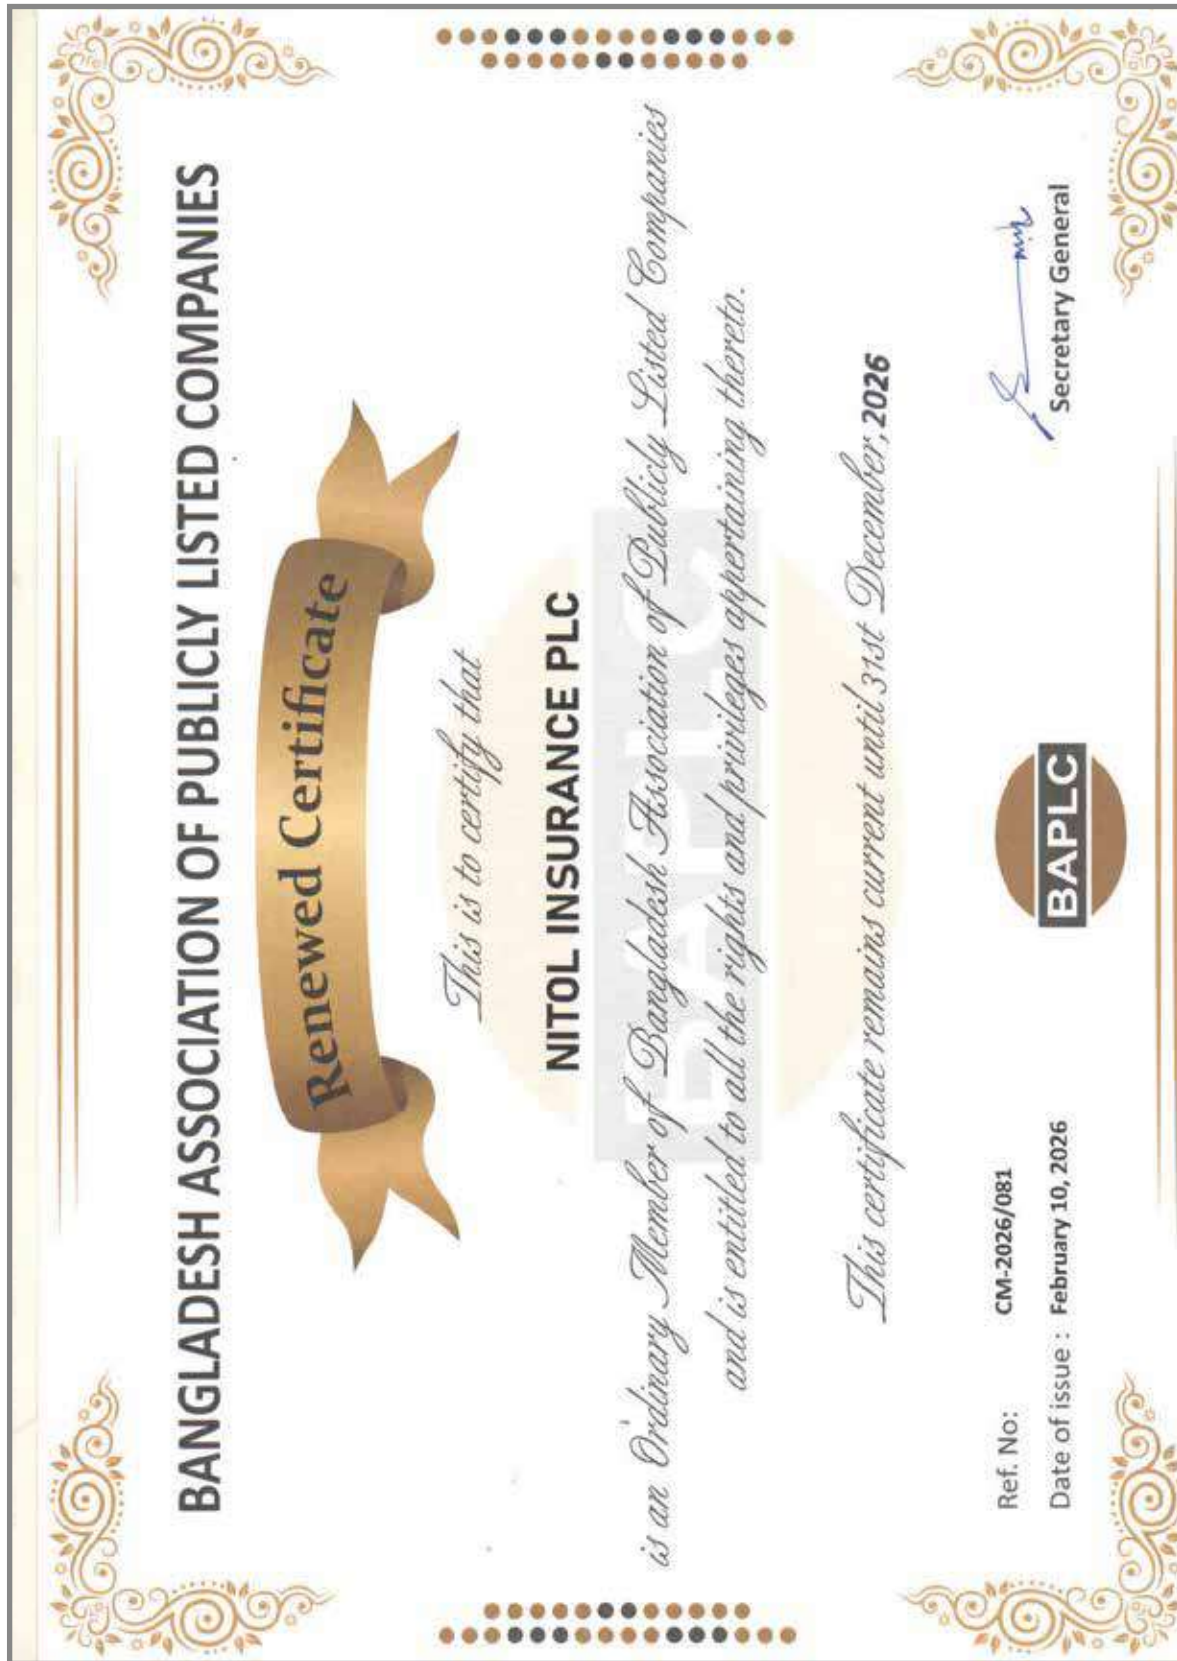 BANGLADESH ASSOCIATION OF PUBLICLY LISTED COMPANIES
Renewed Certificate
This is to certify that
NITOL INSURANCE PLC
is an Ordinary Member of Bangladesh Association of Publicly Listed Companies
and is entitled to all the rights and privileges appertaining thereto.
This certificate remains current until 31st December, 2026
Ref. No: CM-2026/081
Date of issue : February 10, 2026
BAPLC
Secretary General
BAPLC